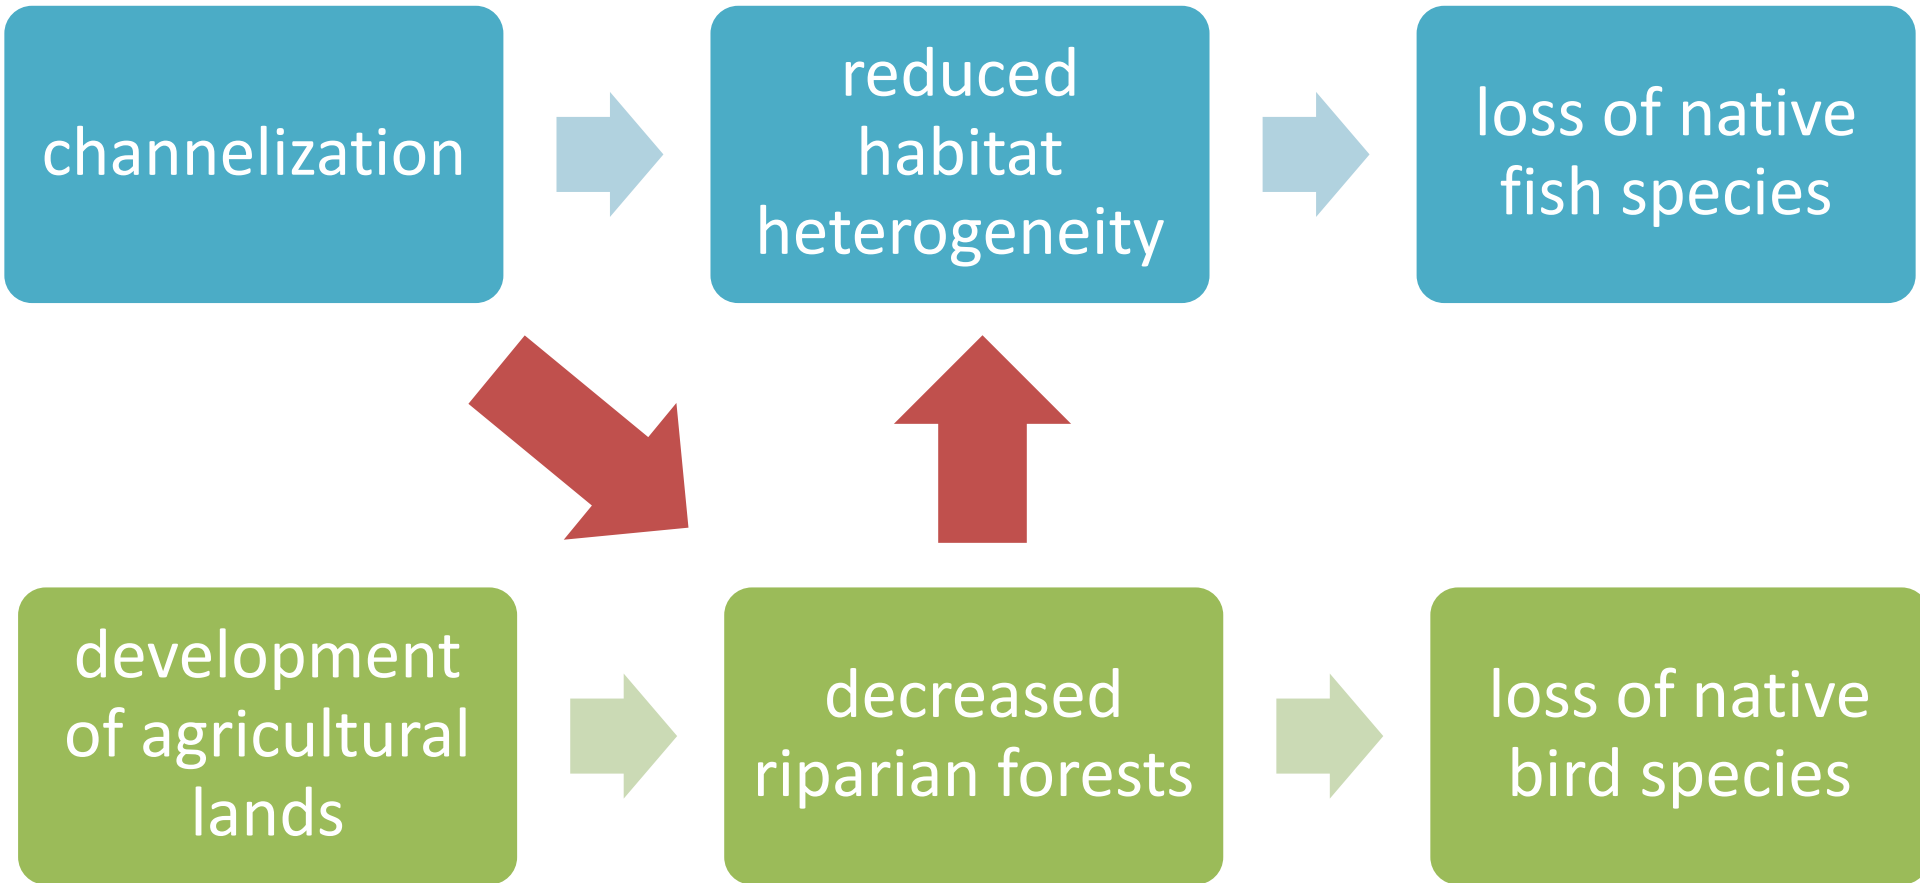 channelization
reduced
habitat
heterogeneity
loss of native
fish species
development
of agricultural
lands
decreased
riparian forests
loss of native
bird species